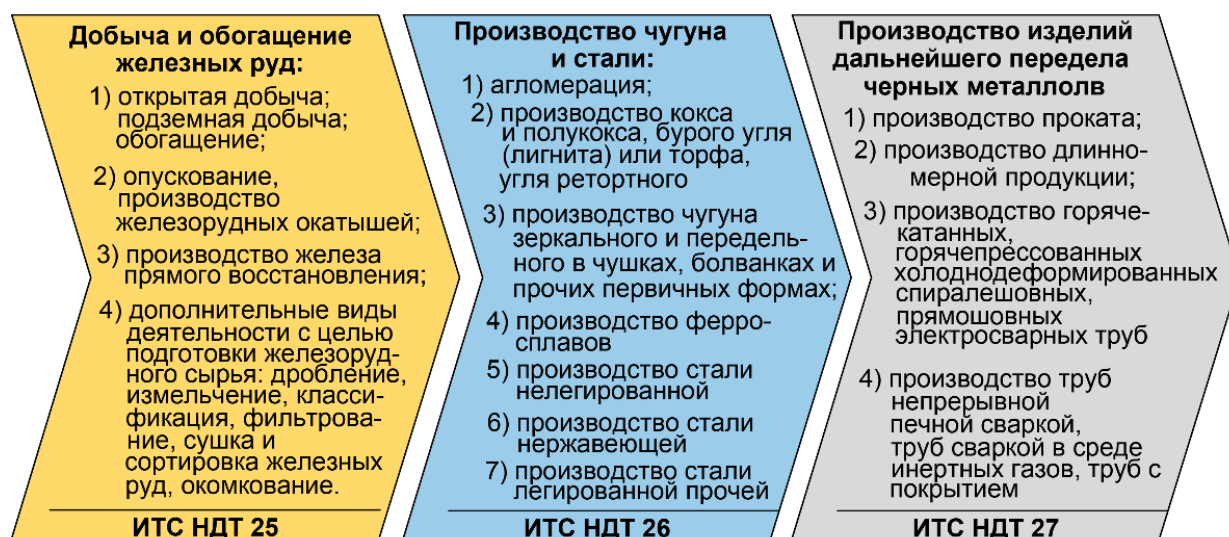 Добыча и обогащение
железных руд:
1) открытая добыча;
подземная добыча;
обогащение;
2) опускование,
производство
железорудных окатышей;
3) производство железа
прямого восстановления;
4) дополнительные виды
деятельности с целью
подготовки железоруд-
ного сырья: дробление,
измельчение, класси-
фикация, фильтрова-
ние, сушка и
сортировка железных
руд, окомкование.
ИТС НДТ 25
Производство чугуна
и стали:
1) агломерация;
2) производство кокса
и полукокса, бурого угля
(лигнита) или торфа,
угля ретортного
3) производство чугуна
зеркального и передель-
ного в чушках, болванках и
прочих первичных формах;
4) производство ферро-
сплавов
5) производство стали
нелегированной
6) производство стали
нержавеющей
7) производство стали
легированной прочей
ИТС НДТ 26
Производство изделий
дальнейшего передела
черных металлолв
1) производство проката;
2) производство длинно-
мерной продукции;
3) производство горяче-
катанных,
горячепрессованных
холоднодеформированных
спиралешовных,
прямошовных
электросварных труб
4) производство труб
непрерывной
печной сваркой,
труб сваркой в среде
инертных газов, труб с
покрытием
ИТС НДТ 27